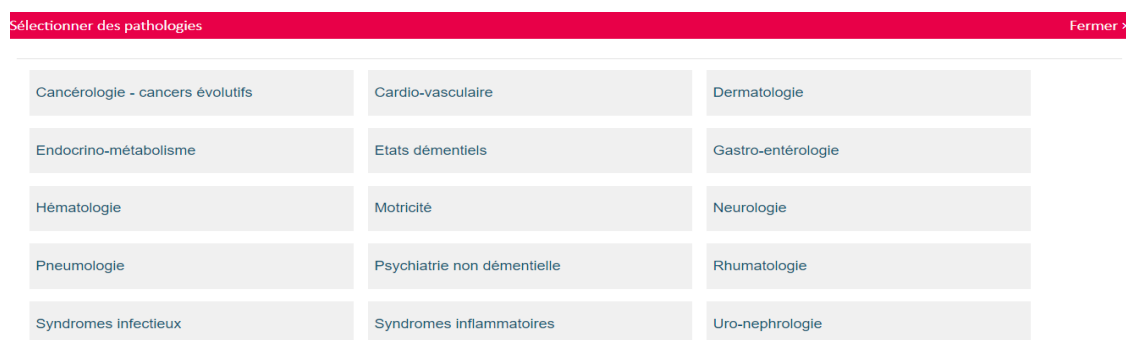 Sélectionner des pathologies Fermer ×
Cancérologie - cancers évolutifs Cardio-vasculaire Dermatologie
Endocrino-métabolisme Etats démentiels Gastro-entérologie
Hématologie Motricité Neurologie
Pneumologie Psychiatrie non démentielle Rhumatologie
Syndromes infectieux Syndromes inflammatoires Uro-nephrologie